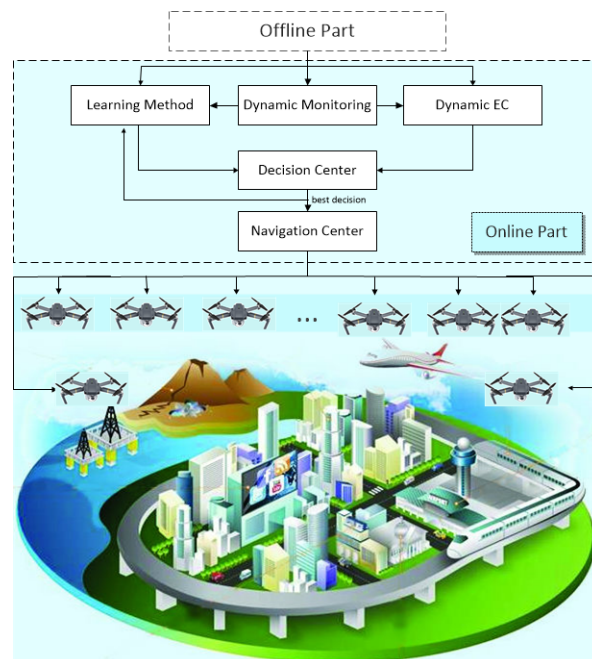 Offline Part
Learning Method
Dynamic Monitoring
Dynamic EC
Decision Center
best decision
Navigation Center
Online Part
...